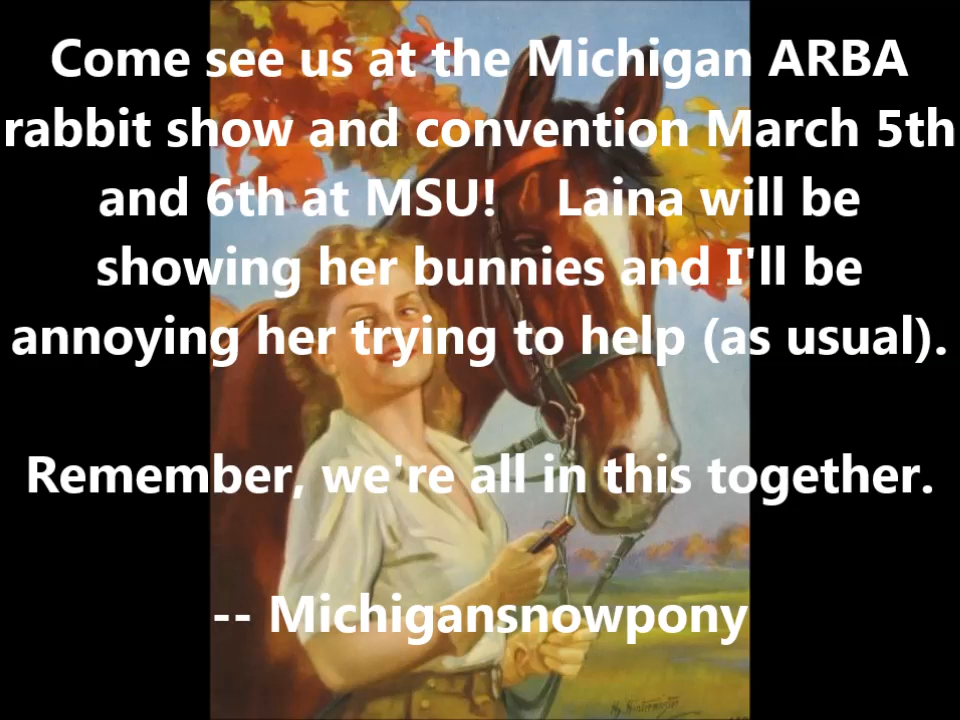 Come see us at the Michigan ARBA
rabbit show and convention March 5th
and 6th at MSU!    Laina will be
showing her bunnies and I'll be
annoying her trying to help (as usual).
Remember, we're all in this together.
-- Michigansnowpony
Hy Hintermeister